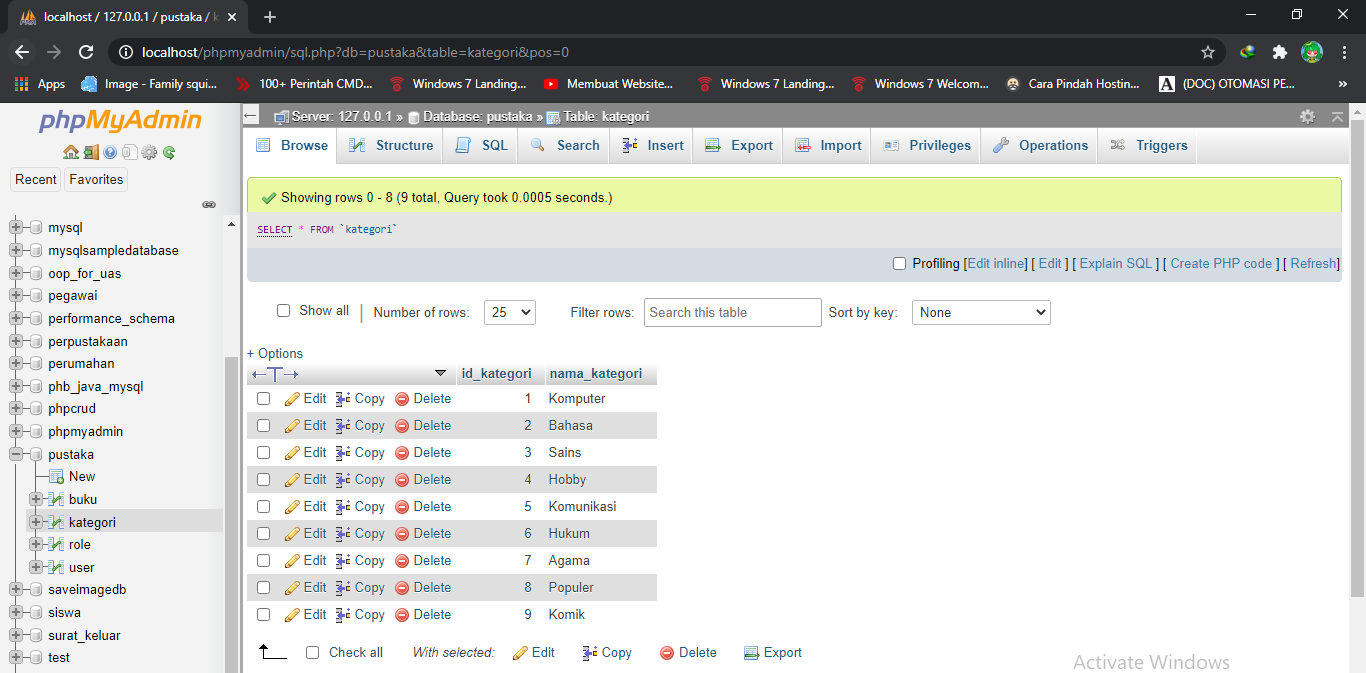 localhost / 127.0.0.1 / pustaka / k
localhost/phpmyadmin/sql.php?db=pustaka&table=kategori&pos=0
Apps Image - Family squi... 100+ Perintah CMD... Windows 7 Landing... Membuat Website... Windows 7 Landing... Windows 7 Welcom... Cara Pindah Hostin... A (DOC) OTOMASI PE... »
phpMyAdmin
Recent Favorites
mysql
mysqlsampledatabase
oop_for_uas
pegawai
performance_schema
perpustakaan
perumahan
phb_java_mysql
phpcrud
phpmyadmin
pustaka
New
buku
kategori
role
user
saveimagedb
siswa
surat_keluar
test
Server: 127.0.0.1 » Database: pustaka » Table: kategori
Browse Structure SQL Search Insert Export Import Privileges Operations Triggers
Showing rows 0 - 8 (9 total, Query took 0.0005 seconds.)
SELECT * FROM `kategori`
Profiling [Edit inline] [ Edit ] [ Explain SQL ] [ Create PHP code ] [ Refresh]
Show all | Number of rows: 25 Filter rows: Search this table Sort by key: None
+ Options
←T→ id_kategori nama_kategori
Edit Copy Delete 1 Komputer
Edit Copy Delete 2 Bahasa
Edit Copy Delete 3 Sains
Edit Copy Delete 4 Hobby
Edit Copy Delete 5 Komunikasi
Edit Copy Delete 6 Hukum
Edit Copy Delete 7 Agama
Edit Copy Delete 8 Populer
Edit Copy Delete 9 Komik
Check all With selected: Edit Copy Delete Export
Activate Windows